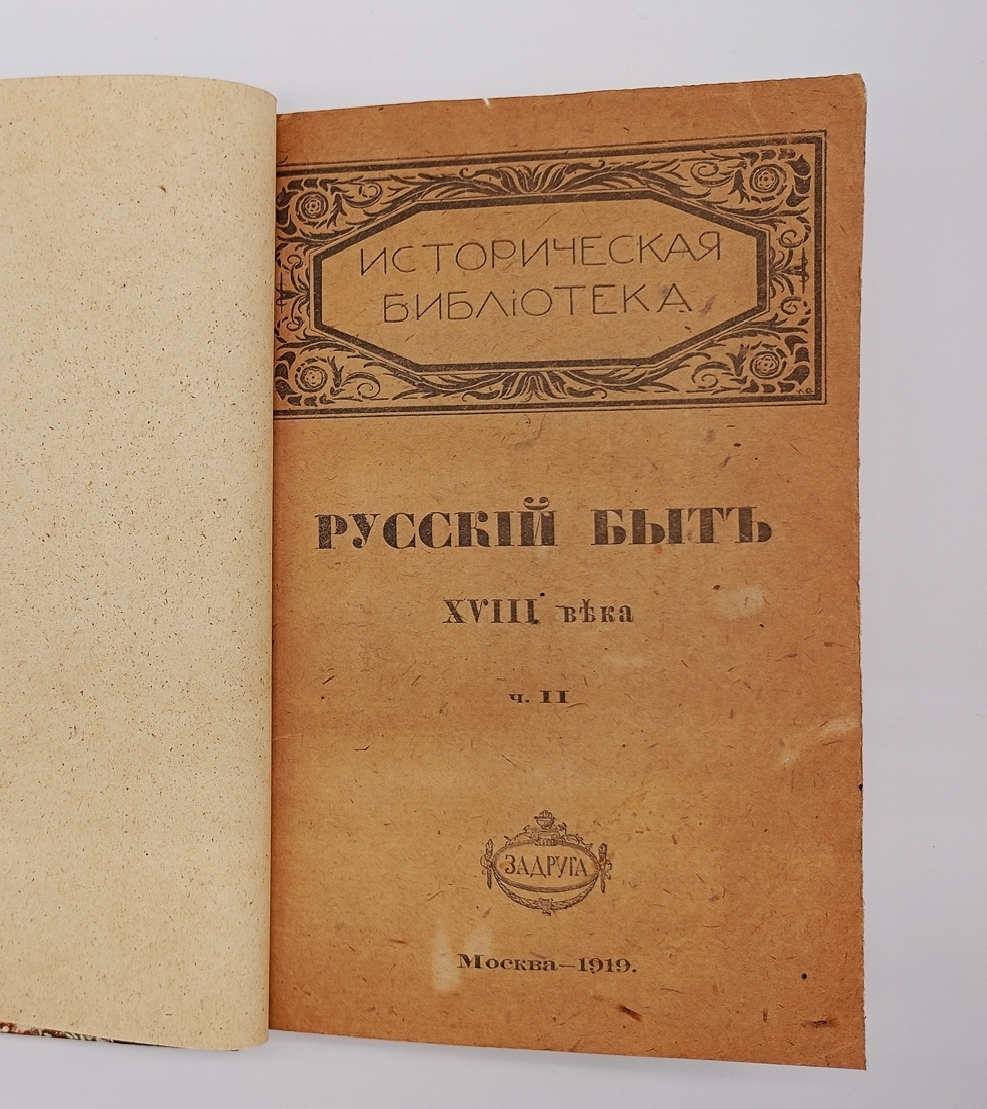 ИСТОРИЧЕСКАЯ
БИБЛіОТЕКА
РУССКІЙ БЫТЪ
XVIII вѣка
ч. II
ЗАДРУГА
Москва—1919.